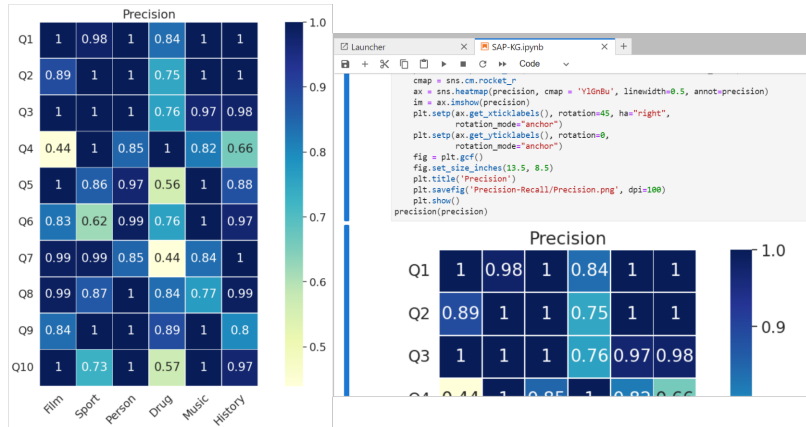 Precision
Q1 1 0.98 1 0.84 1 1
Q2 0.89 1 1 0.75 1 1
Q3 1 1 1 0.76 0.97 0.98
Q4 0.44 1 0.85 1 0.82 0.66
Q5 1 0.86 0.97 0.56 1 0.88
Q6 0.83 0.62 0.99 0.76 1 0.97
Q7 0.99 0.99 0.85 0.44 0.84 1
Q8 0.99 0.87 1 0.84 0.77 0.99
Q9 0.84 1 1 0.89 1 0.8
Q10 1 0.73 1 0.57 1 0.97
Film Sport Person Drug Music History
1.0
0.9
0.8
0.7
0.6
0.5
Launcher
SAP-KG.ipynb
Code
cmap = sns.cm.rocket_r
ax = sns.heatmap(precision, cmap = 'YlGnBu', linewidth=0.5, annot=precision)
im = ax.imshow(precision)
plt.setp(ax.get_xticklabels(), rotation=45, ha="right",
rotation_mode="anchor")
plt.setp(ax.get_yticklabels(), rotation=0,
rotation_mode="anchor")
fig = plt.gcf()
fig.set_size_inches(13.5, 8.5)
plt.title('Precision')
plt.savefig('Precision-Recall/Precision.png', dpi=100)
plt.show()
precision(precision)
Precision
Q1 1 0.98 1 0.84 1 1
Q2 0.89 1 1 0.75 1 1
Q3 1 1 1 0.76 0.97 0.98
Q4 0.44 1 0.85 1 0.82 0.66
1.0
0.9